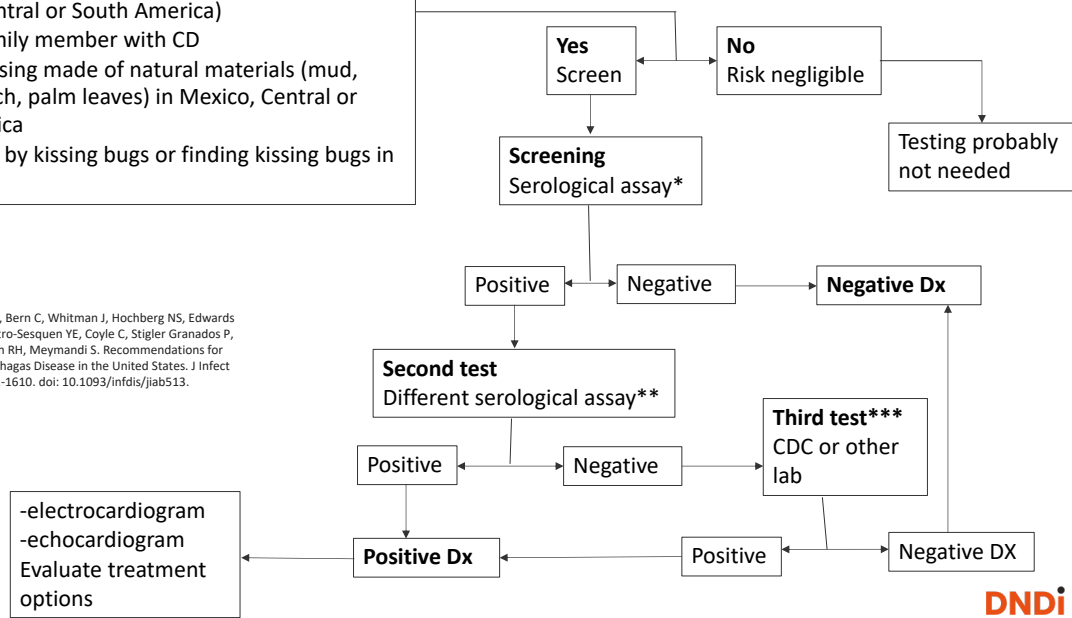 ntral or South America)
mily member with CD
sing made of natural materials (mud,
ch, palm leaves) in Mexico, Central or
ica
by kissing bugs or finding kissing bugs in
Yes
Screen
No
Risk negligible
Testing probably
not needed
Screening
Serological assay*
Positive
Negative
Negative Dx
, Bern C, Whitman J, Hochberg NS, Edwards
tro-Sesquen YE, Coyle C, Stigler Granados P,
n RH, Meymandi S. Recommendations for
hagas Disease in the United States. J Infect
-1610. doi: 10.1093/infdis/jiab513.
Second test
Different serological assay**
Third test***
CDC or other
lab
Positive
Negative
-electrocardiogram
-echocardiogram
Evaluate treatment
options
Positive Dx
Positive
Negative DX
DNDi